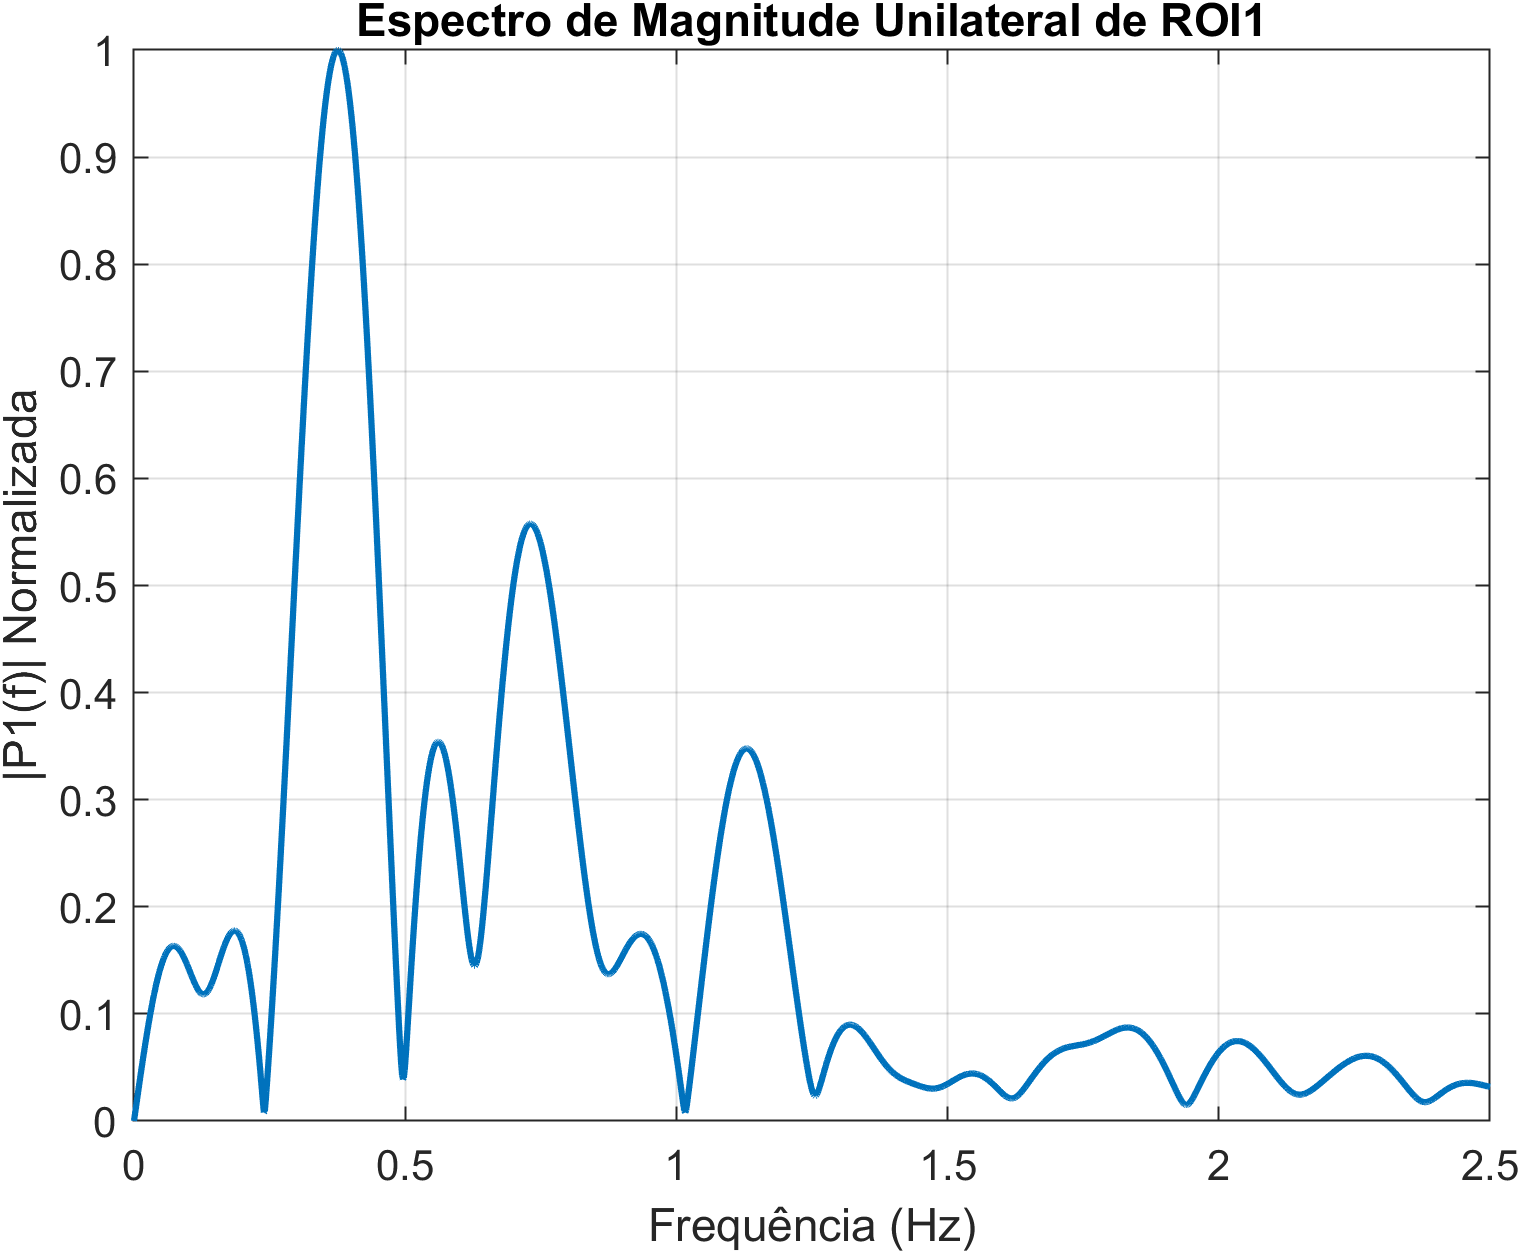 Espectro de Magnitude Unilateral de ROI1
|P1(f)| Normalizada
1
0.9
0.8
0.7
0.6
0.5
0.4
0.3
0.2
0.1
0
0 0.5 1 1.5 2 2.5
Frequência (Hz)